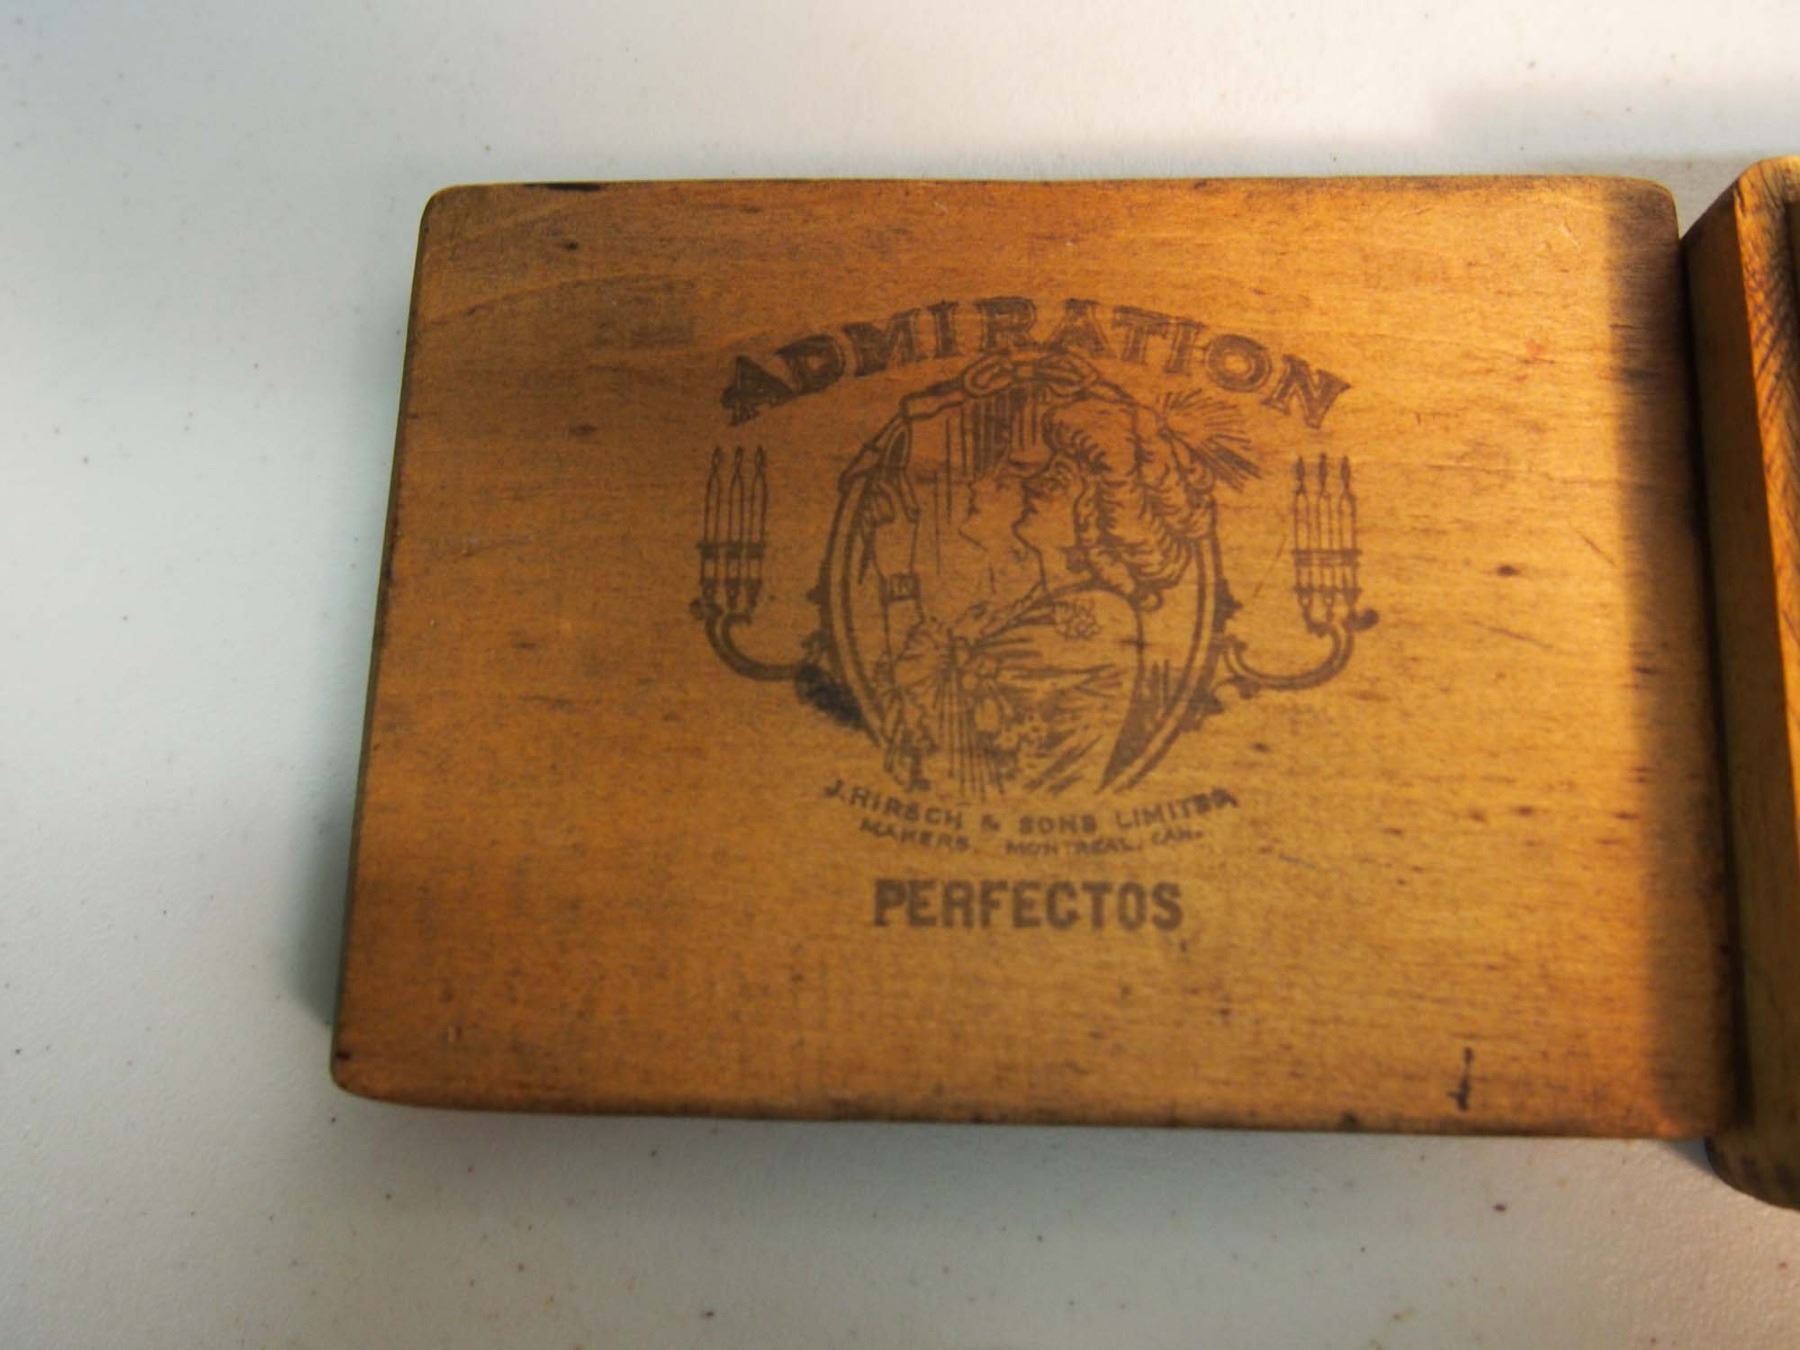 ADMIRATION
J. HIRSCH & SONS LIMITED,
MAKERS, MONTREAL, CAN.
PERFECTOS